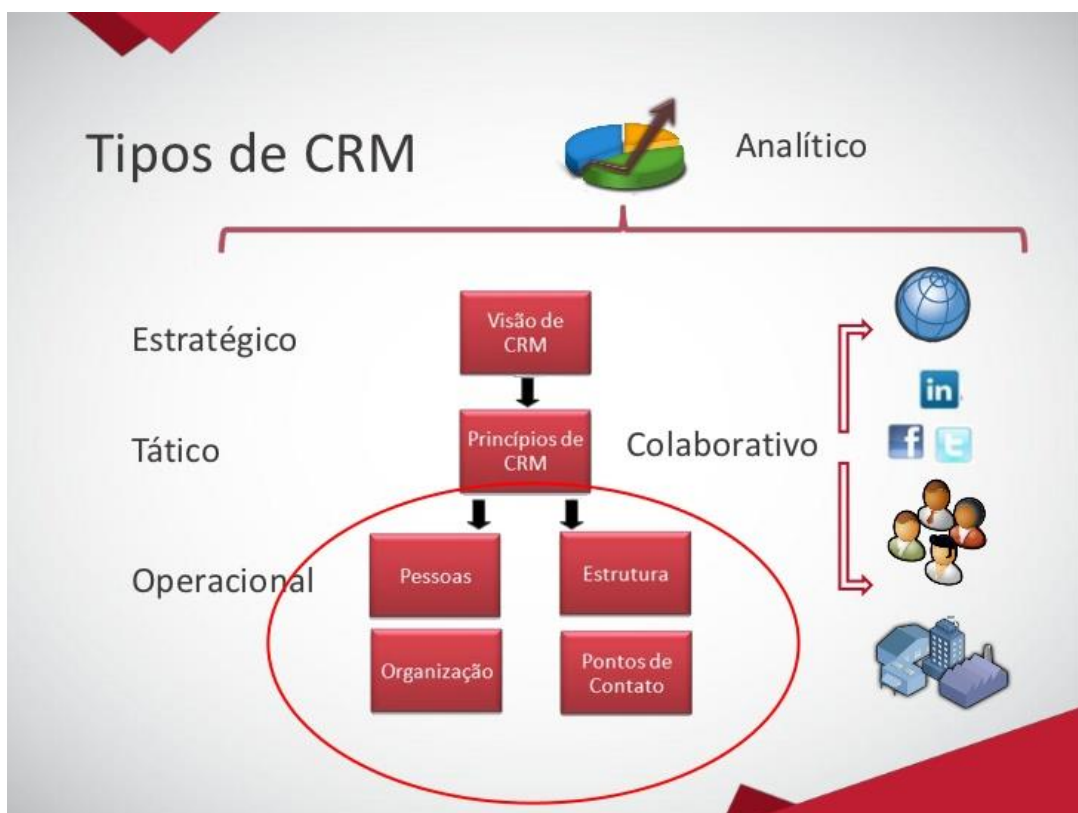 Tipos de CRM
Analítico
Estratégico
Visão de
CRM
Tático
Princípios de
CRM
Colaborativo
in
f
t
Operacional
Pessoas
Estrutura
Organização
Pontos de
Contato